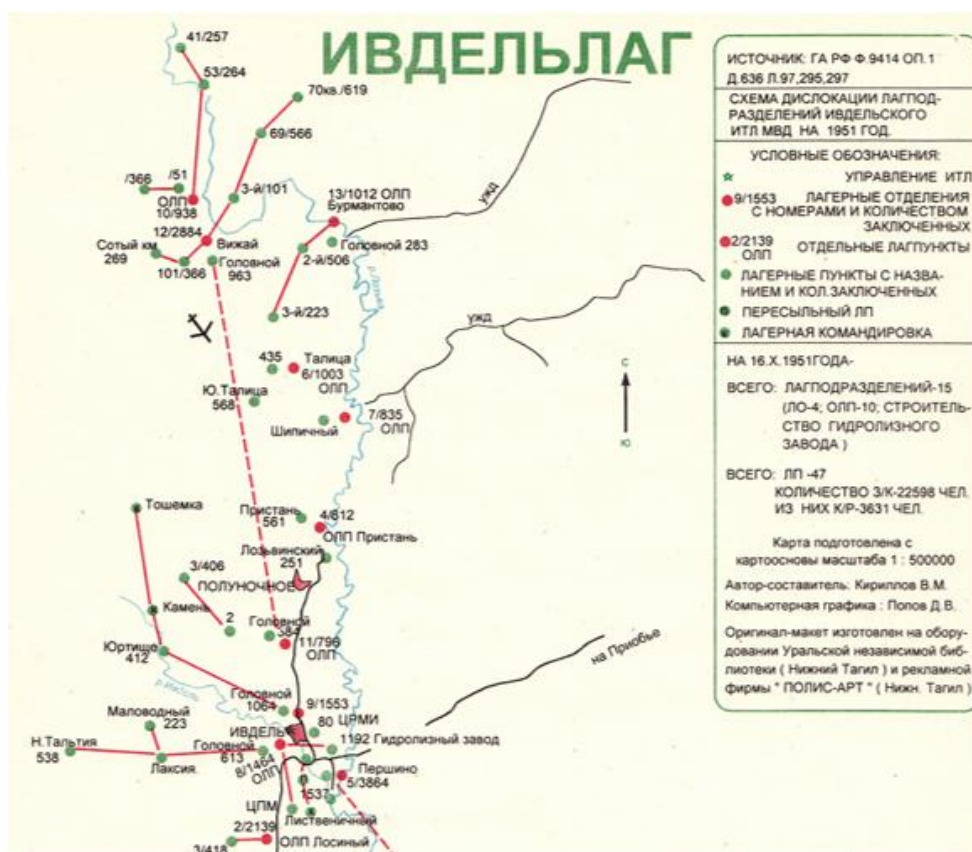 ИВДЕЛЬЛАГ
41/257
53/264
70кв./619
69/566
/51
/366
ОЛП
10/938
3-й/101
13/1012 ОЛП
Бурмантово
12/2884
Вижай
Сотый км
269
101/366
Головной
963
Головной 283
2-й/506
3-й/223
ужд
ужд
435
Талица
6/1003
ОЛП
Ю.Талица
568
Шипичный
7/835
ОЛП
С
Ю
Тошемка
Пристань
561
4/812
ОЛП Пристань
Лозьвинский
251
3/406
ПОЛУНОЧНОЕ
Камень
2
Головной
384
11/796
ОЛП
Юртище
412
на Приобье
Головной
1064
9/1553
80
ЦРМИ
Маловодный
223
ИВДЕЛЬ
1192 Гидролизный завод
Н.Талтия
538
Лаксия
Головной
613
8/1464
ОЛП
Першино
5/3864
1537
ЦПМ
Лиственичный
2/2139
ОЛП Лосиный
3/418
ИСТОЧНИК: ГА РФ Ф.9414 ОП.1
Д.636 Л.97,295,297
СХЕМА ДИСЛОКАЦИИ ЛАГПОД-
РАЗДЕЛЕНИЙ ИВДЕЛЬСКОГО
ИТЛ МВД НА 1951 ГОД.
УСЛОВНЫЕ ОБОЗНАЧЕНИЯ:
УПРАВЛЕНИЕ ИТЛ
9/1553 ЛАГЕРНЫЕ ОТДЕЛЕНИЯ
С НОМЕРАМИ И КОЛИЧЕСТВОМ
ЗАКЛЮЧЕННЫХ
2/2139
ОЛП
ОТДЕЛЬНЫЕ ЛАГПУНКТЫ
ЛАГЕРНЫЕ ПУНКТЫ С НАЗВА-
НИЕМ И КОЛ.ЗАКЛЮЧЕННЫХ
ПЕРЕСЫЛЬНЫЙ ЛП
ЛАГЕРНАЯ КОМАНДИРОВКА
НА 16.Х.1951ГОДА-
ВСЕГО: ЛАГПОДРАЗДЕЛЕНИЙ-15
(ЛО-4; ОЛП-10; СТРОИТЕЛЬ-
СТВО ГИДРОЛИЗНОГО
ЗАВОДА )
ВСЕГО: ЛП -47
КОЛИЧЕСТВО З/К-22598 ЧЕЛ.
ИЗ НИХ К/Р-3631 ЧЕЛ.
Карта подготовлена с
картоосновы масштаба 1 : 500000
Автор-составитель: Кириллов В.М.
Компьютерная графика : Попов Д.В.
Оригинал-макет изготовлен на обору-
довании Уральской независимой биб-
лиотеки ( Нижний Тагил ) и рекламной
фирмы " ПОЛИС-АРТ " ( Нижн. Тагил )